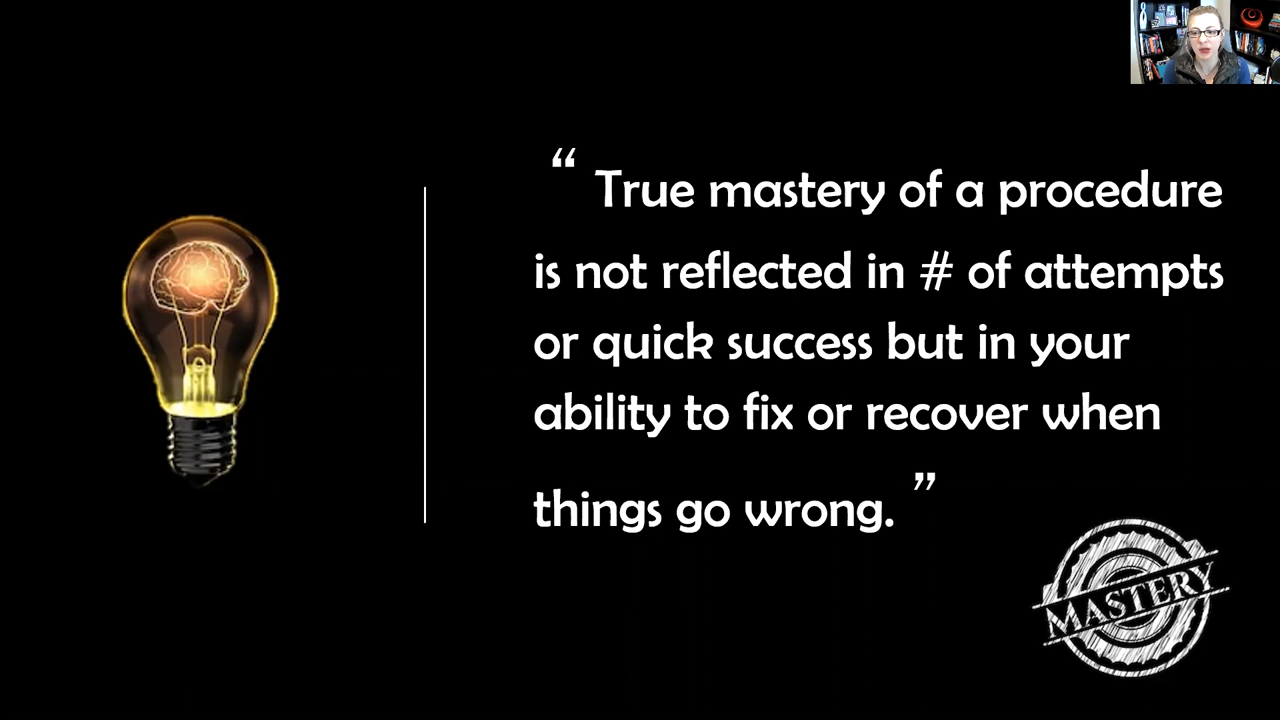 “ True mastery of a procedure
is not reflected in # of attempts
or quick success but in your
ability to fix or recover when
things go wrong. ”
MASTERY